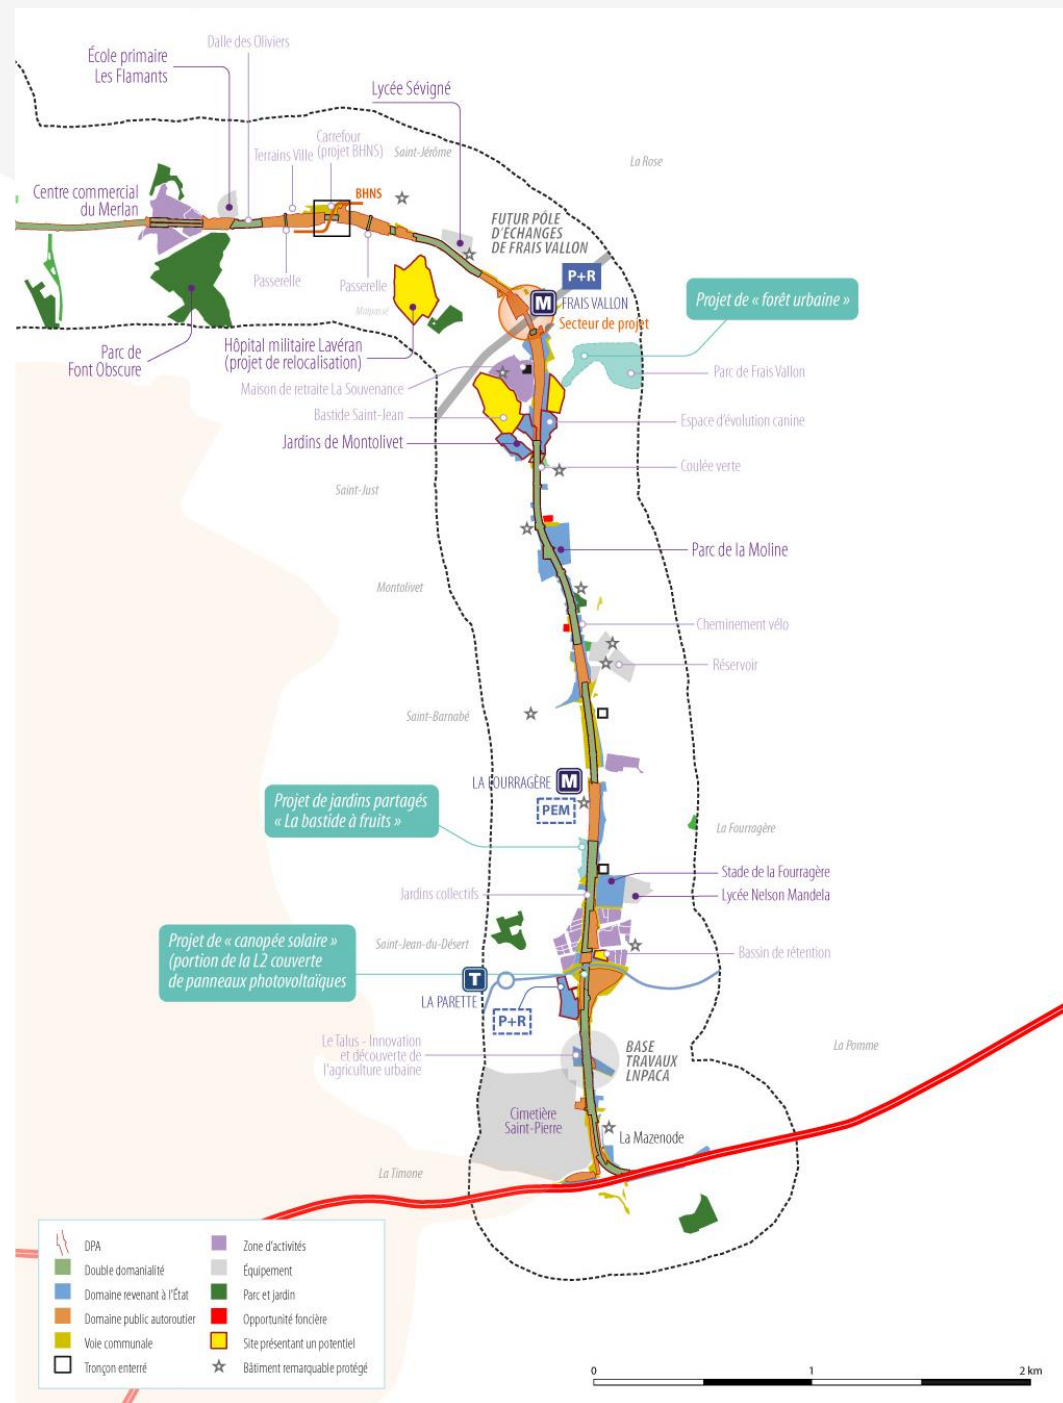 Dalle des Oliviers
École primaire
Les Flamants
Lycée Sévigné
Carrefour
(projet BHNS)
Terrains Ville
Saint-Jérôme
La Rose
Centre commercial
du Merlan
BHNS
FUTUR PÔLE
D'ÉCHANGES
DE FRAIS VALLON
P+R
Passerelle
Passerelle
M
FRAIS VALLON
Projet de « forêt urbaine »
Malpassé
Secteur de projet
Parc de
Font Obscure
Hôpital militaire Lavéran
(projet de relocalisation)
Maison de retraite La Souvenance
Parc de Frais Vallon
Bastide Saint-Jean
Espace d'évolution canine
Jardins de Montolivet
Coulée verte
Saint-Just
Parc de la Moline
Montolivet
Cheminement vélo
Réservoir
Saint-Barnabé
LA FOURRAGÈRE
M
PEM
Projet de jardins partagés
« La bastide à fruits »
La Fourragère
Stade de la Fourragère
Jardins collectifs
Lycée Nelson Mandela
Projet de « canopée solaire »
(portion de la L2 couverte
de panneaux photovoltaïques
Saint-Jean-du-Désert
Bassin de rétention
T
LA PARETTE
P+R
Le Talus - Innovation
et découverte de
l'agriculture urbaine
BASE
TRAVAUX
LNPACA
La Pomme
Cimetière
Saint-Pierre
La Mazenode
La Timone
DPA
Double domanialité
Domaine revenant à l'État
Domaine public autoroutier
Voie communale
Tronçon enterré
Zone d'activités
Équipement
Parc et jardin
Opportunité foncière
Site présentant un potentiel
Bâtiment remarquable protégé
0
1
2 km